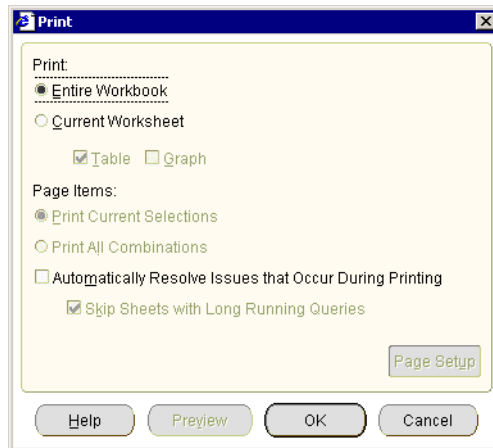 Print
Print:
Entire Workbook
Current Worksheet
Table Graph
Page Items:
Print Current Selections
Print All Combinations
Automatically Resolve Issues that Occur During Printing
Skip Sheets with Long Running Queries
Page Setup
Help Preview OK Cancel